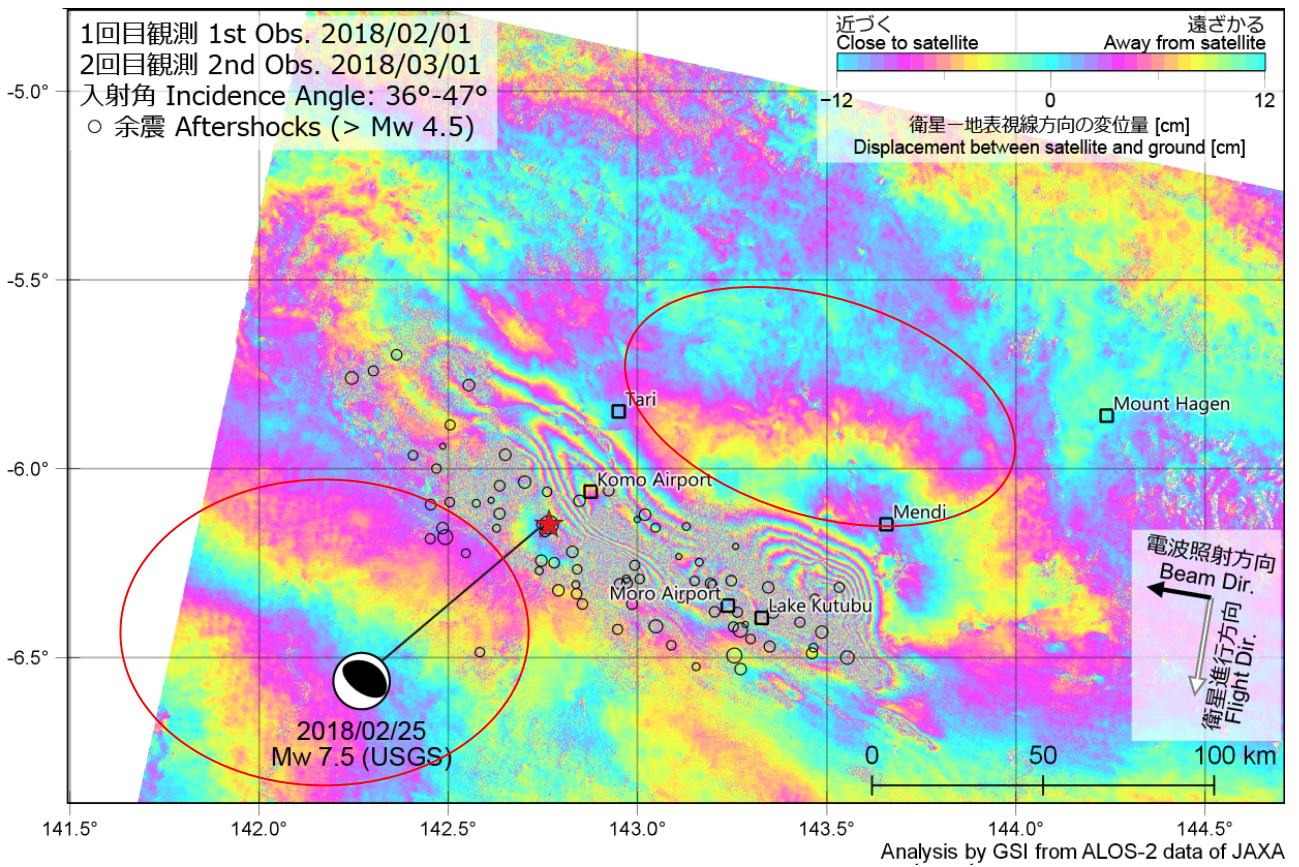 1回目観測 1st Obs. 2018/02/01
2回目観測 2nd Obs. 2018/03/01
入射角 Incidence Angle: 36°-47°
○ 余震 Aftershocks (> Mw 4.5)
近づく 遠ざかる
Close to satellite Away from satellite
-12 0 12
衛星－地表視線方向の変位量 [cm]
Displacement between satellite and ground [cm]
-5.0°
-5.5°
-6.0°
-6.5°
Tari
Mount Hagen
Komo Airport
Mendi
Moro Airport
Lake Kutubu
2018/02/25
Mw 7.5 (USGS)
電波照射方向
Beam Dir.
衛星進行方向
Flight Dir.
0 50 100 km
141.5° 142.0° 142.5° 143.0° 143.5° 144.0° 144.5°
Analysis by GSI from ALOS-2 data of JAXA